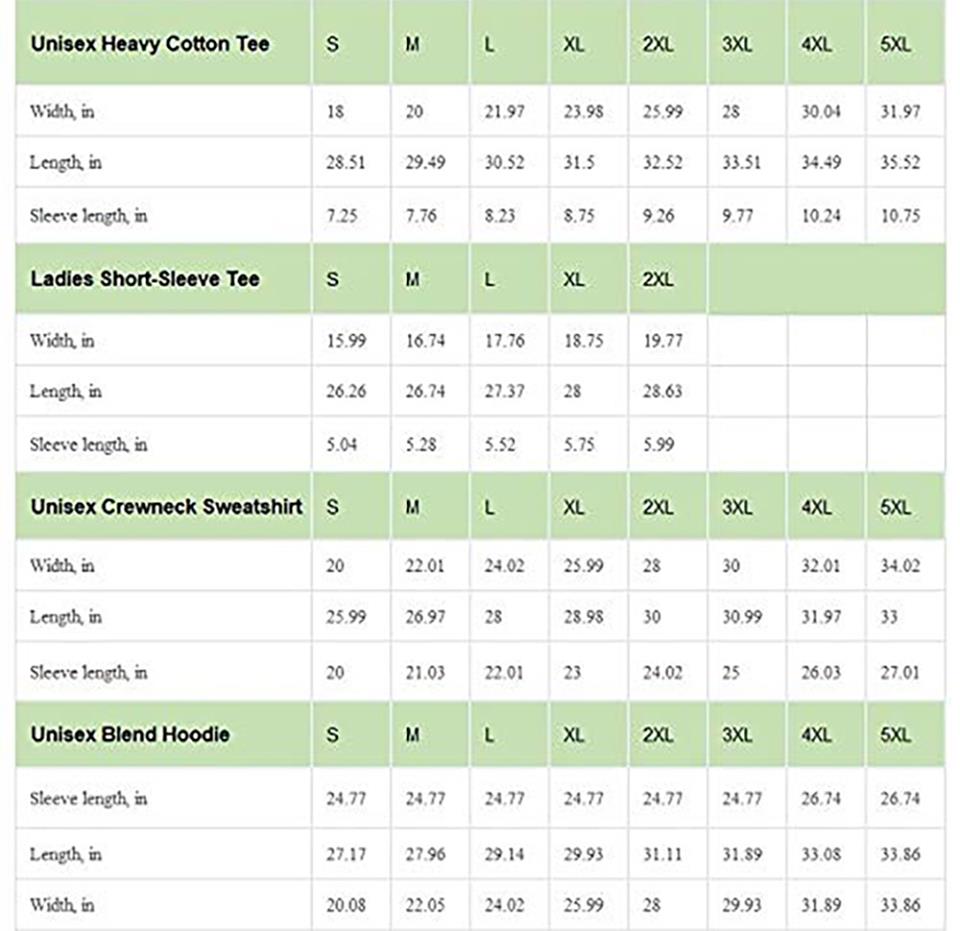 Unisex Heavy Cotton Tee S M L XL 2XL 3XL 4XL 5XL
Width, in 18 20 21.97 23.98 25.99 28 30.04 31.97
Length, in 28.51 29.49 30.52 31.5 32.52 33.51 34.49 35.52
Sleeve length, in 7.25 7.76 8.23 8.75 9.26 9.77 10.24 10.75
Ladies Short-Sleeve Tee S M L XL 2XL
Width, in 15.99 16.74 17.76 18.75 19.77
Length, in 26.26 26.74 27.37 28 28.63
Sleeve length, in 5.04 5.28 5.52 5.75 5.99
Unisex Crewneck Sweatshirt S M L XL 2XL 3XL 4XL 5XL
Width, in 20 22.01 24.02 25.99 28 30 32.01 34.02
Length, in 25.99 26.97 28 28.98 30 30.99 31.97 33
Sleeve length, in 20 21.03 22.01 23 24.02 25 26.03 27.01
Unisex Blend Hoodie S M L XL 2XL 3XL 4XL 5XL
Sleeve length, in 24.77 24.77 24.77 24.77 24.77 24.77 26.74 26.74
Length, in 27.17 27.96 29.14 29.93 31.11 31.89 33.08 33.86
Width, in 20.08 22.05 24.02 25.99 28 29.93 31.89 33.86